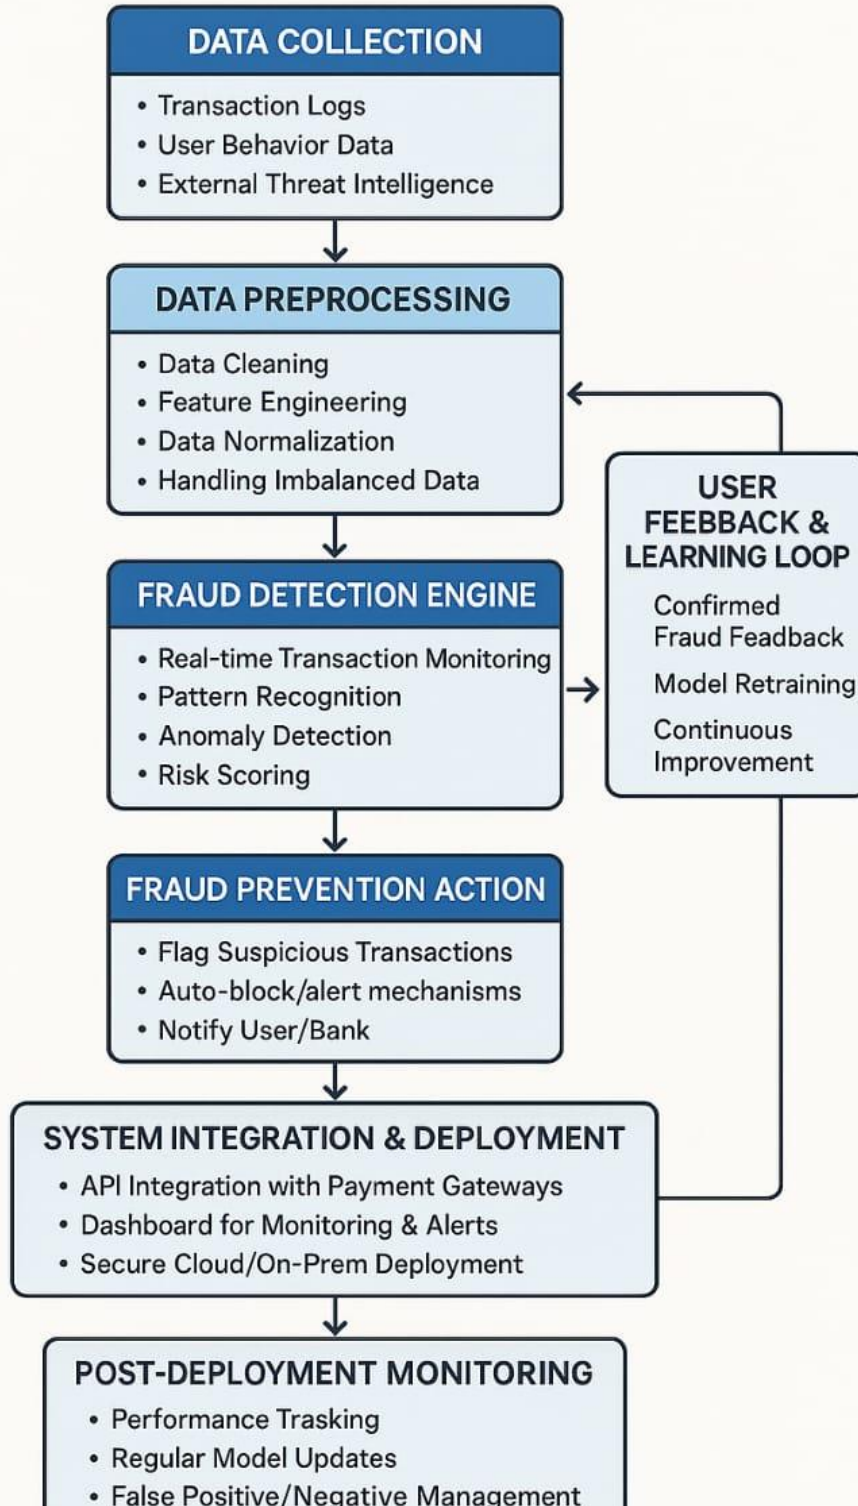 DATA COLLECTION
• Transaction Logs
• User Behavior Data
• External Threat Intelligence
DATA PREPROCESSING
• Data Cleaning
• Feature Engineering
• Data Normalization
• Handling Imbalanced Data
FRAUD DETECTION ENGINE
• Real-time Transaction Monitoring
• Pattern Recognition
• Anomaly Detection
• Risk Scoring
USER
FEEBBACK &
LEARNING LOOP
Confirmed
Fraud Feadback
Model Retraining
Continuous
Improvement
FRAUD PREVENTION ACTION
• Flag Suspicious Transactions
• Auto-block/alert mechanisms
• Notify User/Bank
SYSTEM INTEGRATION & DEPLOYMENT
• API Integration with Payment Gateways
• Dashboard for Monitoring & Alerts
• Secure Cloud/On-Prem Deployment
POST-DEPLOYMENT MONITORING
• Performance Trasking
• Regular Model Updates
• False Positive/Negative Management